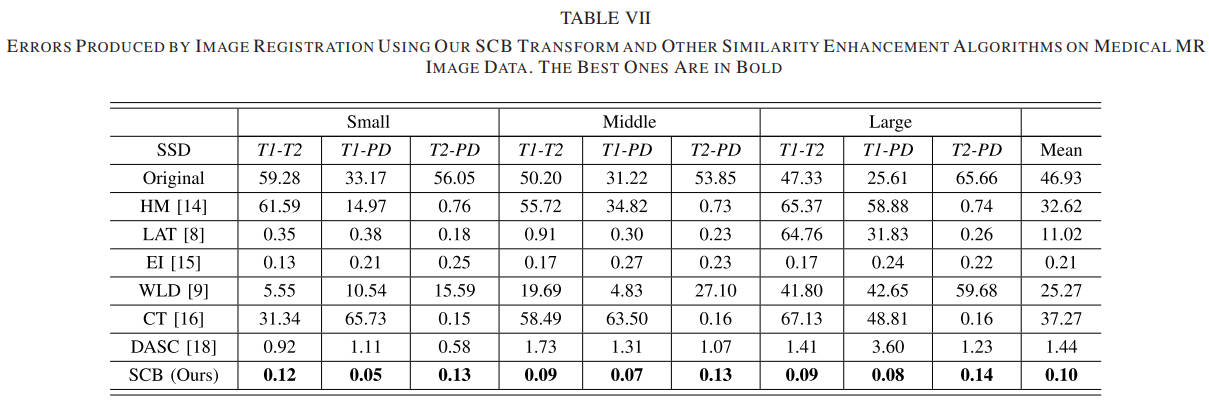 TABLE VII
ERRORS PRODUCED BY IMAGE REGISTRATION USING OUR SCB TRANSFORM AND OTHER SIMILARITY ENHANCEMENT ALGORITHMS ON MEDICAL MR
IMAGE DATA. THE BEST ONES ARE IN BOLD
Small Middle Large
SSD T1-T2 T1-PD T2-PD T1-T2 T1-PD T2-PD T1-T2 T1-PD T2-PD Mean
Original 59.28 33.17 56.05 50.20 31.22 53.85 47.33 25.61 65.66 46.93
HM [14] 61.59 14.97 0.76 55.72 34.82 0.73 65.37 58.88 0.74 32.62
LAT [8] 0.35 0.38 0.18 0.91 0.30 0.23 64.76 31.83 0.26 11.02
EI [15] 0.13 0.21 0.25 0.17 0.27 0.23 0.17 0.24 0.22 0.21
WLD [9] 5.55 10.54 15.59 19.69 4.83 27.10 41.80 42.65 59.68 25.27
CT [16] 31.34 65.73 0.15 58.49 63.50 0.16 67.13 48.81 0.16 37.27
DASC [18] 0.92 1.11 0.58 1.73 1.31 1.07 1.41 3.60 1.23 1.44
SCB (Ours) 0.12 0.05 0.13 0.09 0.07 0.13 0.09 0.08 0.14 0.10